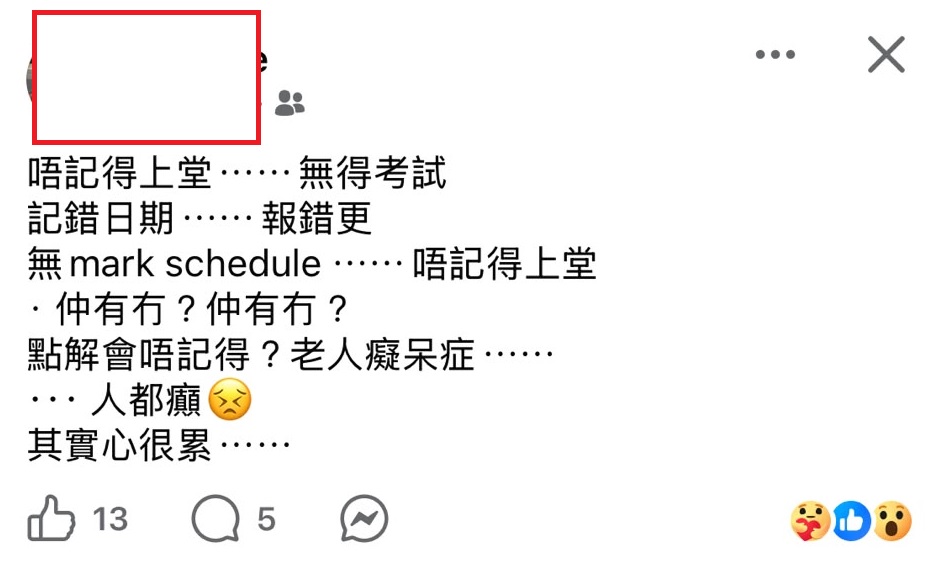 唔記得上堂⋯⋯無得考試
記錯日期⋯⋯報錯更
無 mark schedule ⋯⋯唔記得上堂
· 仲有冇？仲有冇？
點解會唔記得？老人癡呆症⋯⋯
⋯ 人都癲😣
其實心很累⋯⋯
13 5